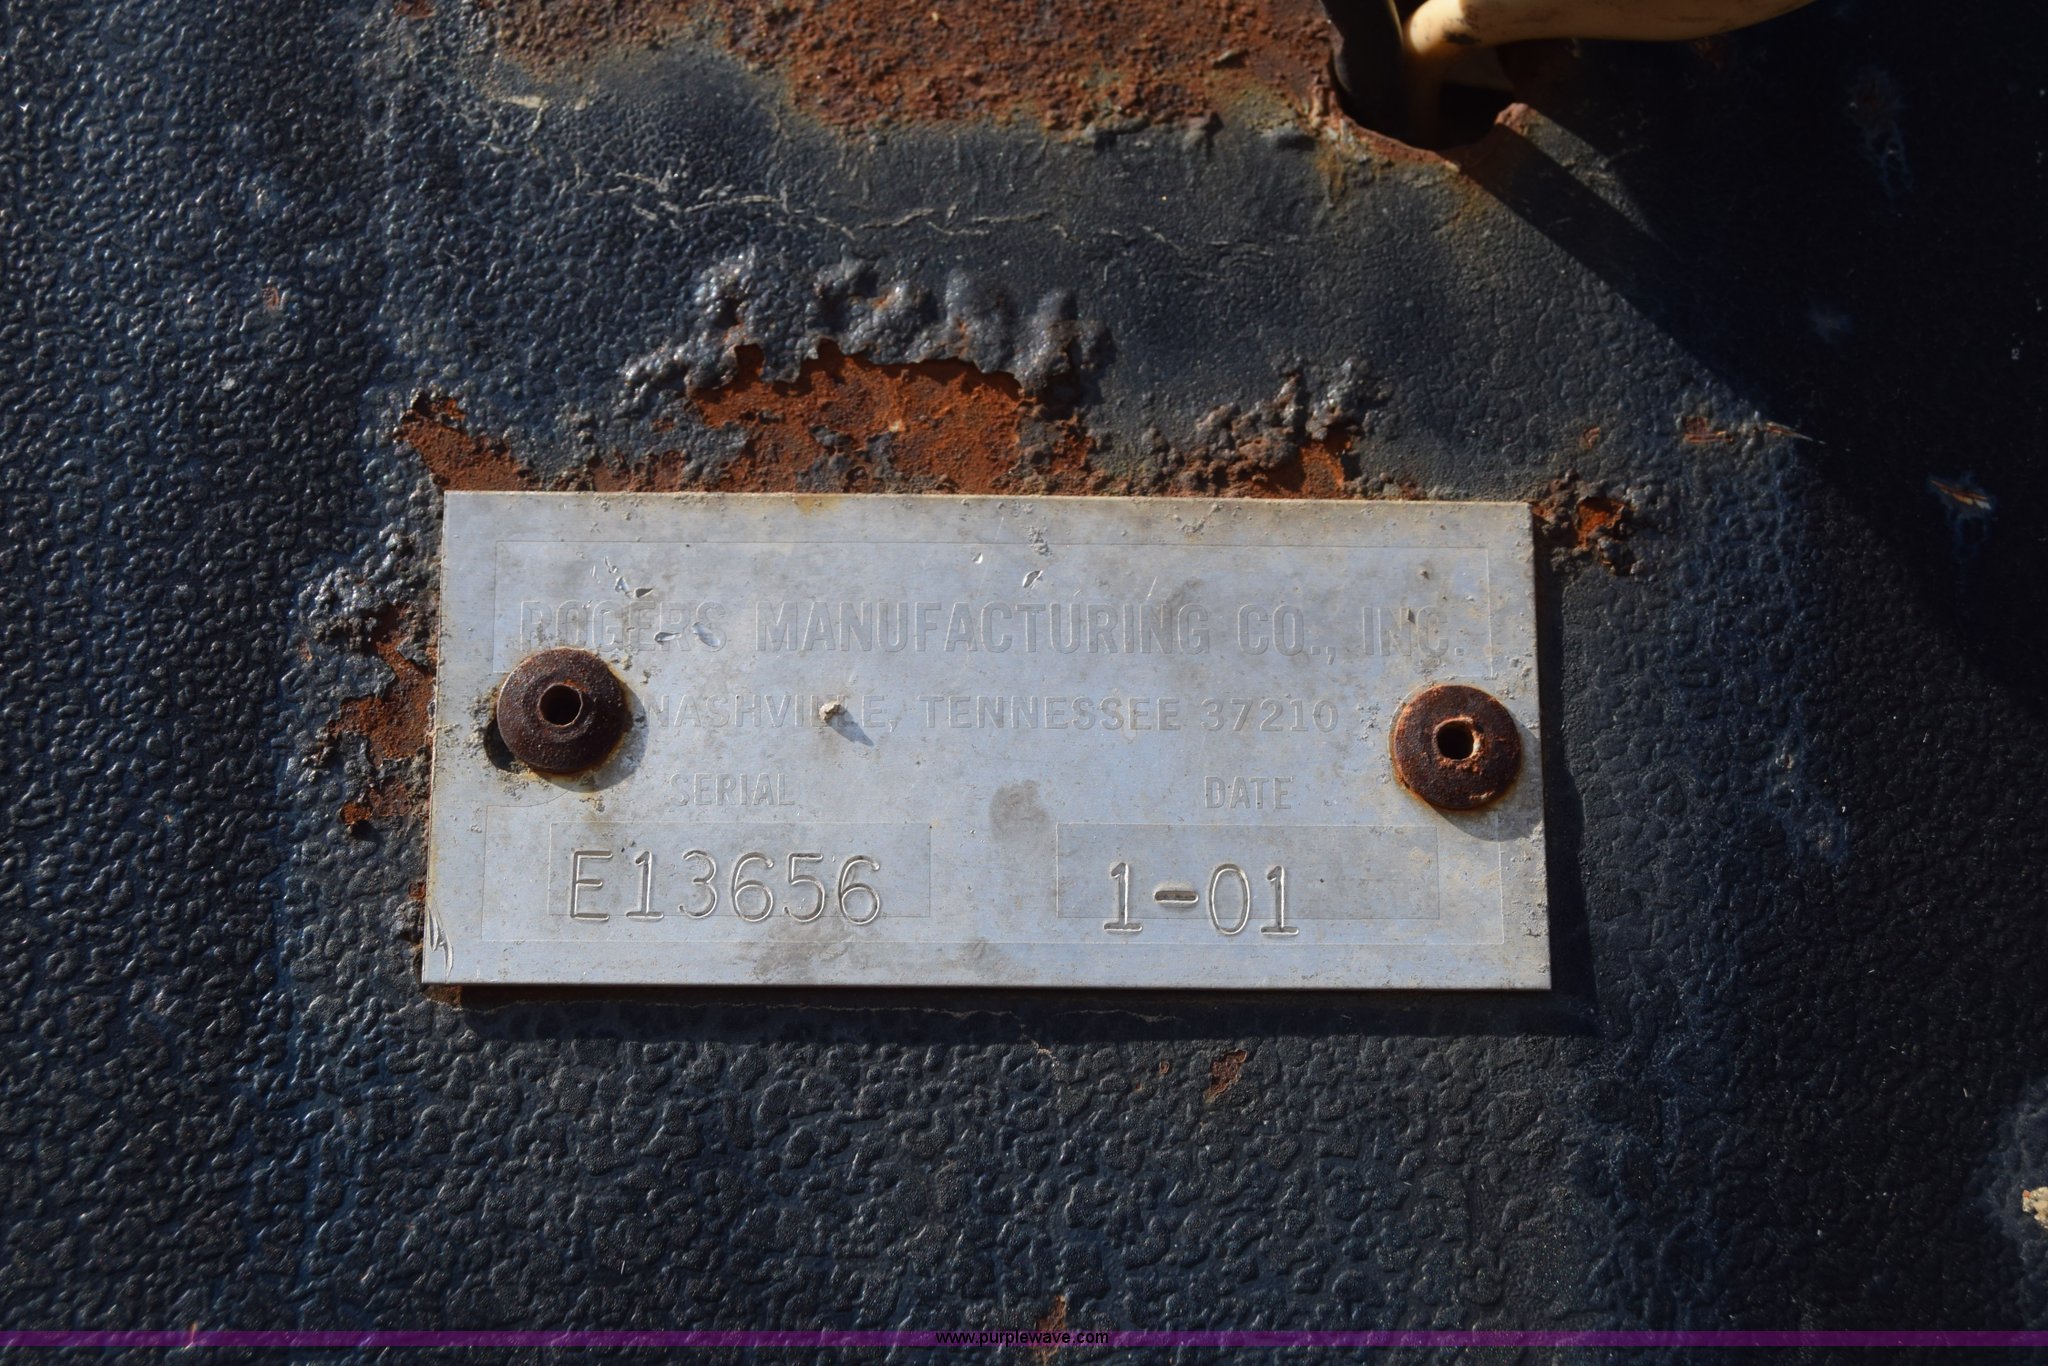 ROGERS MANUFACTURING CO., INC.
NASHVILLE, TENNESSEE 37210
SERIAL DATE
E13656 1-01
www.purplewave.com